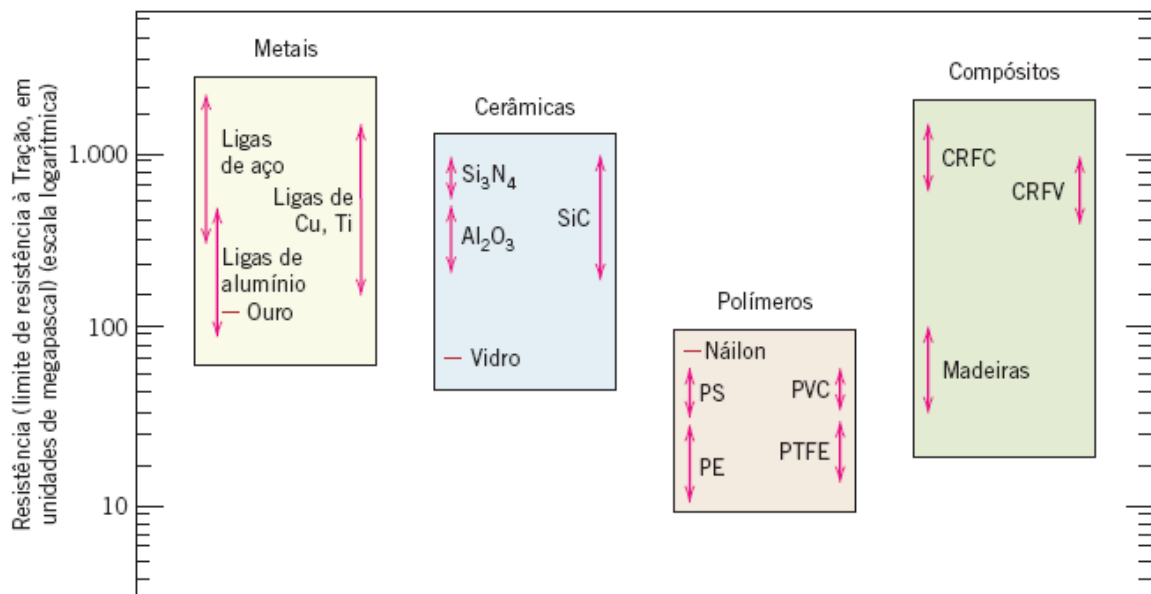 Resistência (limite de resistência à Tração, em
unidades de megapascal) (escala logarítmica)
1.000
100
10
Metais
Ligas
de aço
Ligas de
Cu, Ti
Ligas de
alumínio
Ouro
Cerâmicas
Si₃N₄
Al₂O₃
SiC
Vidro
Polímeros
Náilon
PS
PVC
PE
PTFE
Compósitos
CRFC
CRFV
Madeiras